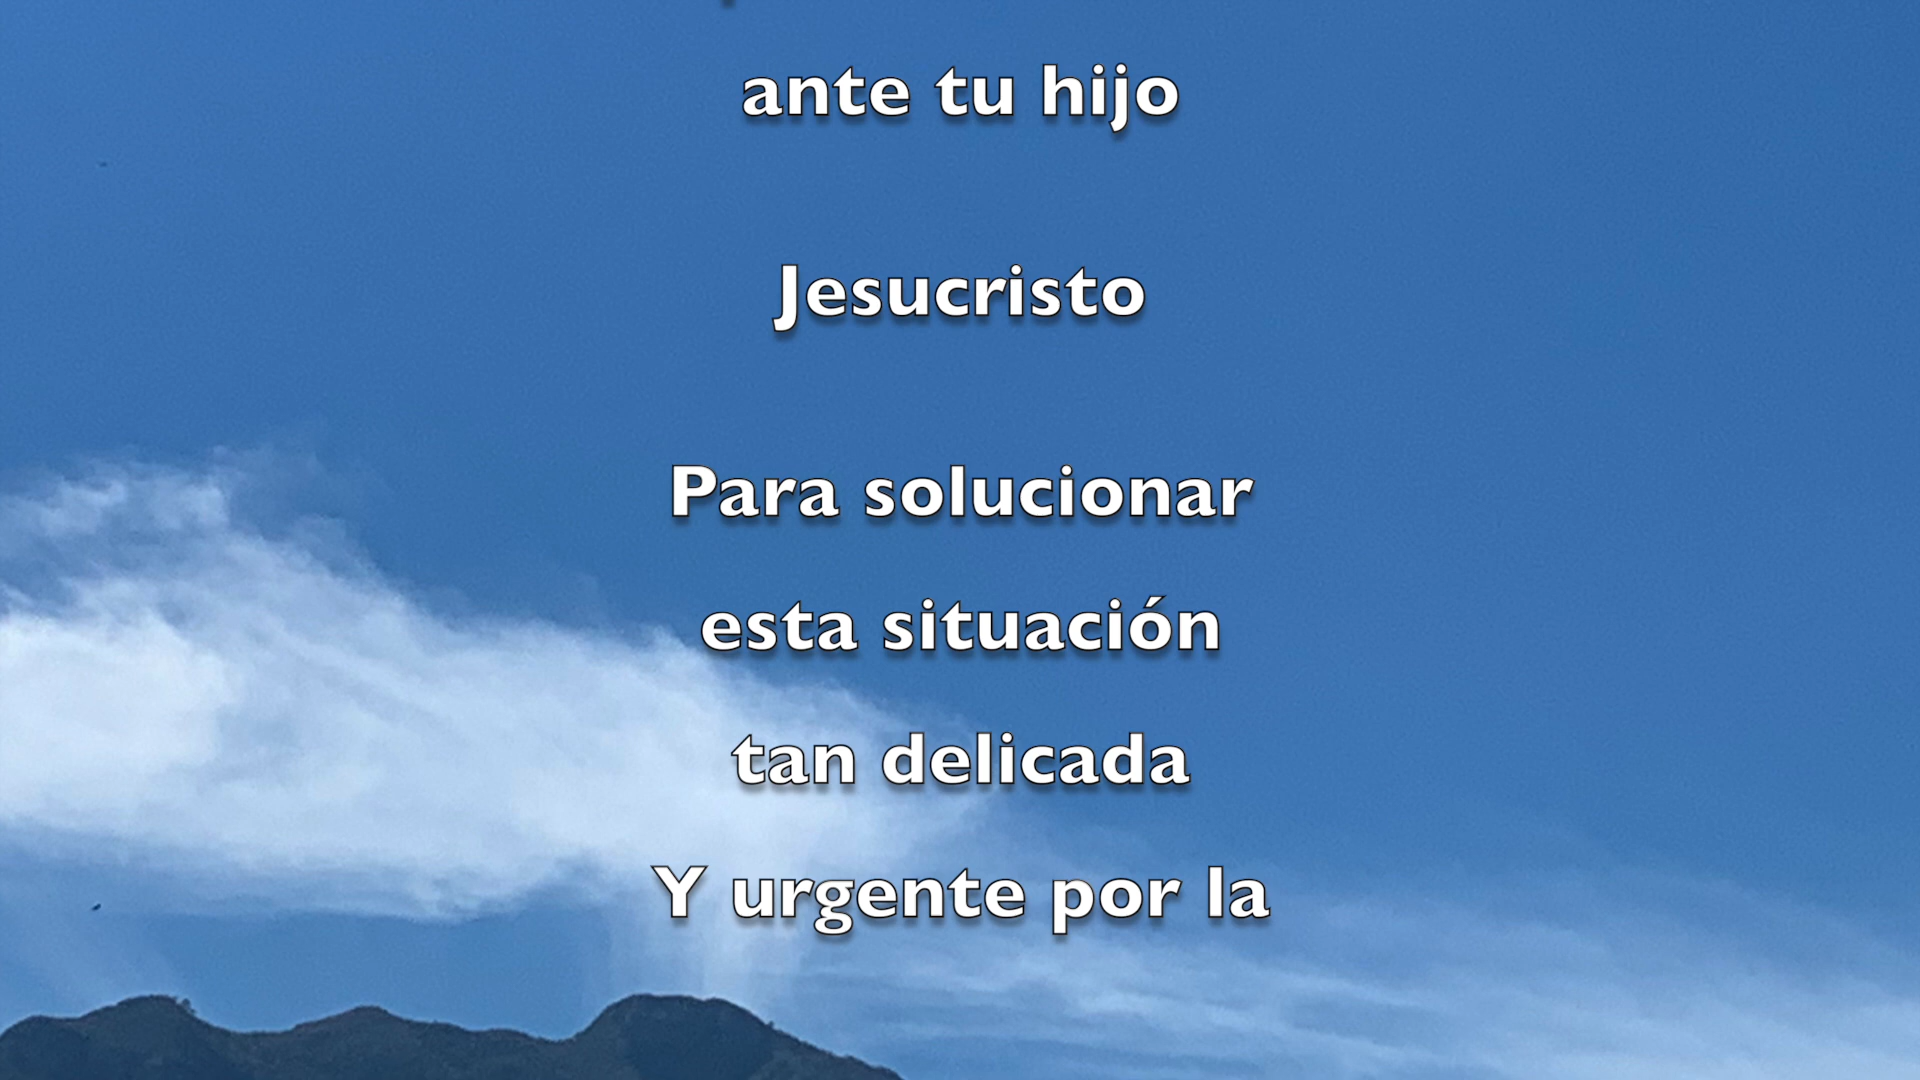 ante tu hijo
Jesucristo
Para solucionar
esta situación
tan delicada
Y urgente por la